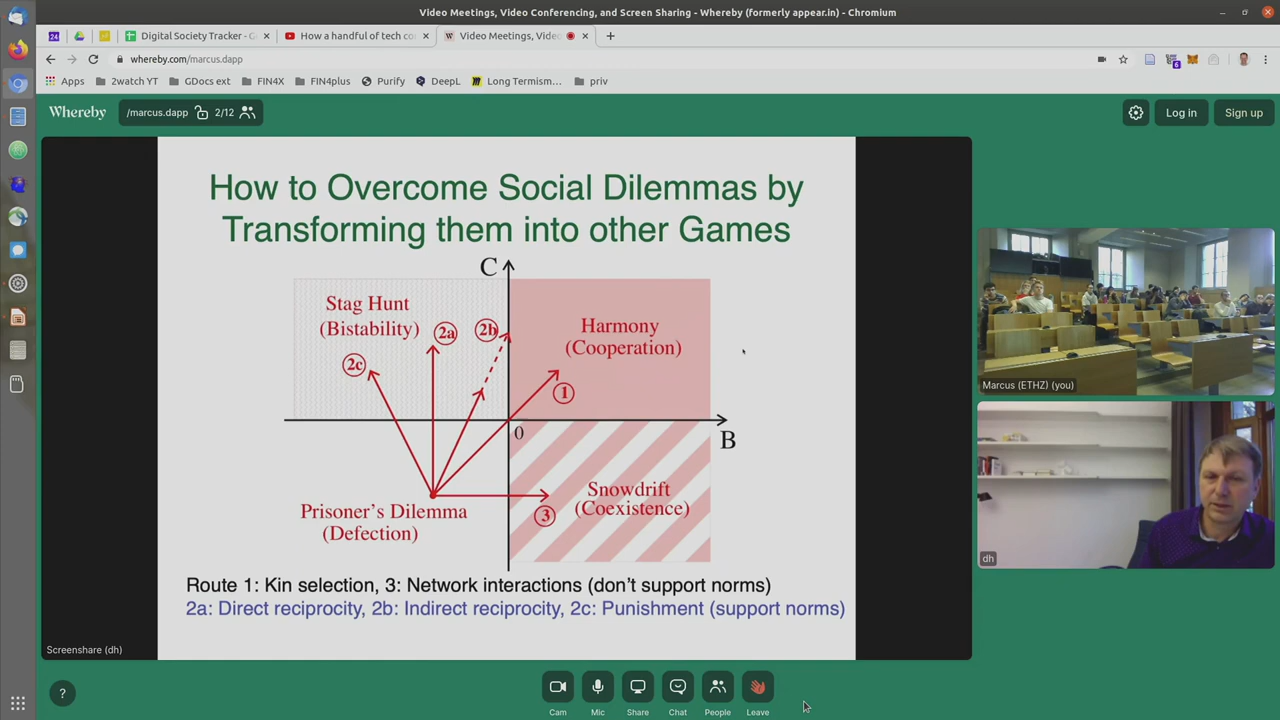 Video Meetings, Video Conferencing, and Screen Sharing - Whereby (formerly appear.in) - Chromium
24
Digital Society Tracker - G
How a handful of tech co
Video Meetings, Vide
whereby.com/marcus.dapp
Apps
2watch YT
GDocs ext
FIN4X
FIN4plus
Purify
DeepL
Long Termism…
priv
Whereby
/marcus.dapp
2/12
Log in
Sign up
How to Overcome Social Dilemmas by
Transforming them into other Games
C
Stag Hunt
(Bistability)
2a
2b
2c
Harmony
(Cooperation)
1
0
B
Prisoner's Dilemma
(Defection)
3
Snowdrift
(Coexistence)
Route 1: Kin selection, 3: Network interactions (don't support norms)
2a: Direct reciprocity, 2b: Indirect reciprocity, 2c: Punishment (support norms)
Screenshare (dh)
Marcus (ETHZ) (you)
dh
?
Cam
Mic
Share
Chat
People
Leave